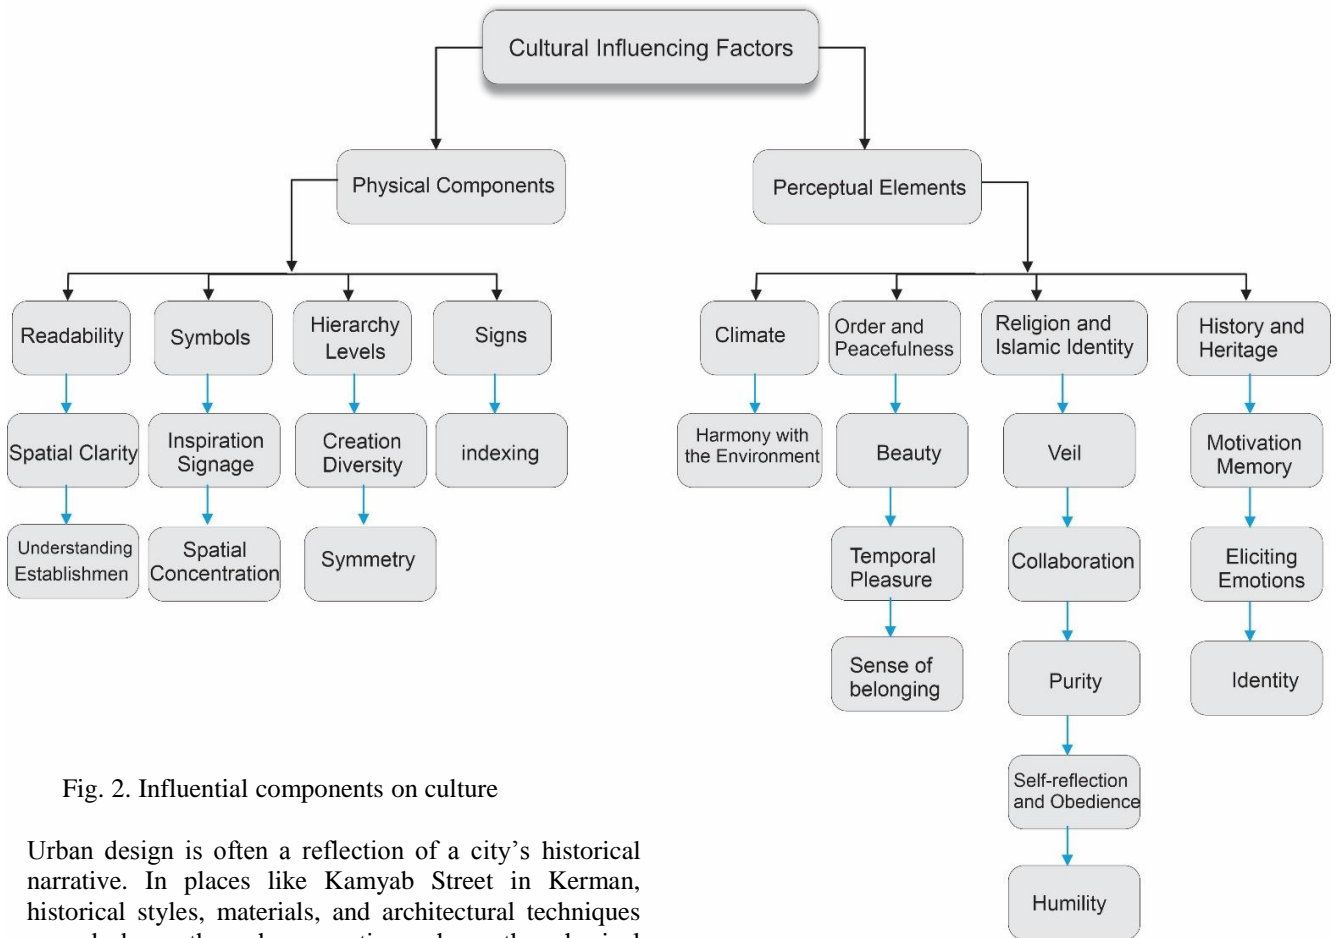 Cultural Influencing Factors
Physical Components
Perceptual Elements
Readability
Symbols
Hierarchy
Levels
Signs
Climate
Order and
Peacefulness
Religion and
Islamic Identity
History and
Heritage
Spatial Clarity
Inspiration
Signage
Creation
Diversity
indexing
Harmony with
the Environment
Beauty
Veil
Motivation
Memory
Understanding
Establishmen
Spatial
Concentration
Symmetry
Temporal
Pleasure
Collaboration
Eliciting
Emotions
Sense of
belonging
Purity
Identity
Self-reflection
and Obedience
Humility
Fig. 2. Influential components on culture
Urban design is often a reflection of a city's historical
narrative. In places like Kamyab Street in Kerman,
historical styles, materials, and architectural techniques